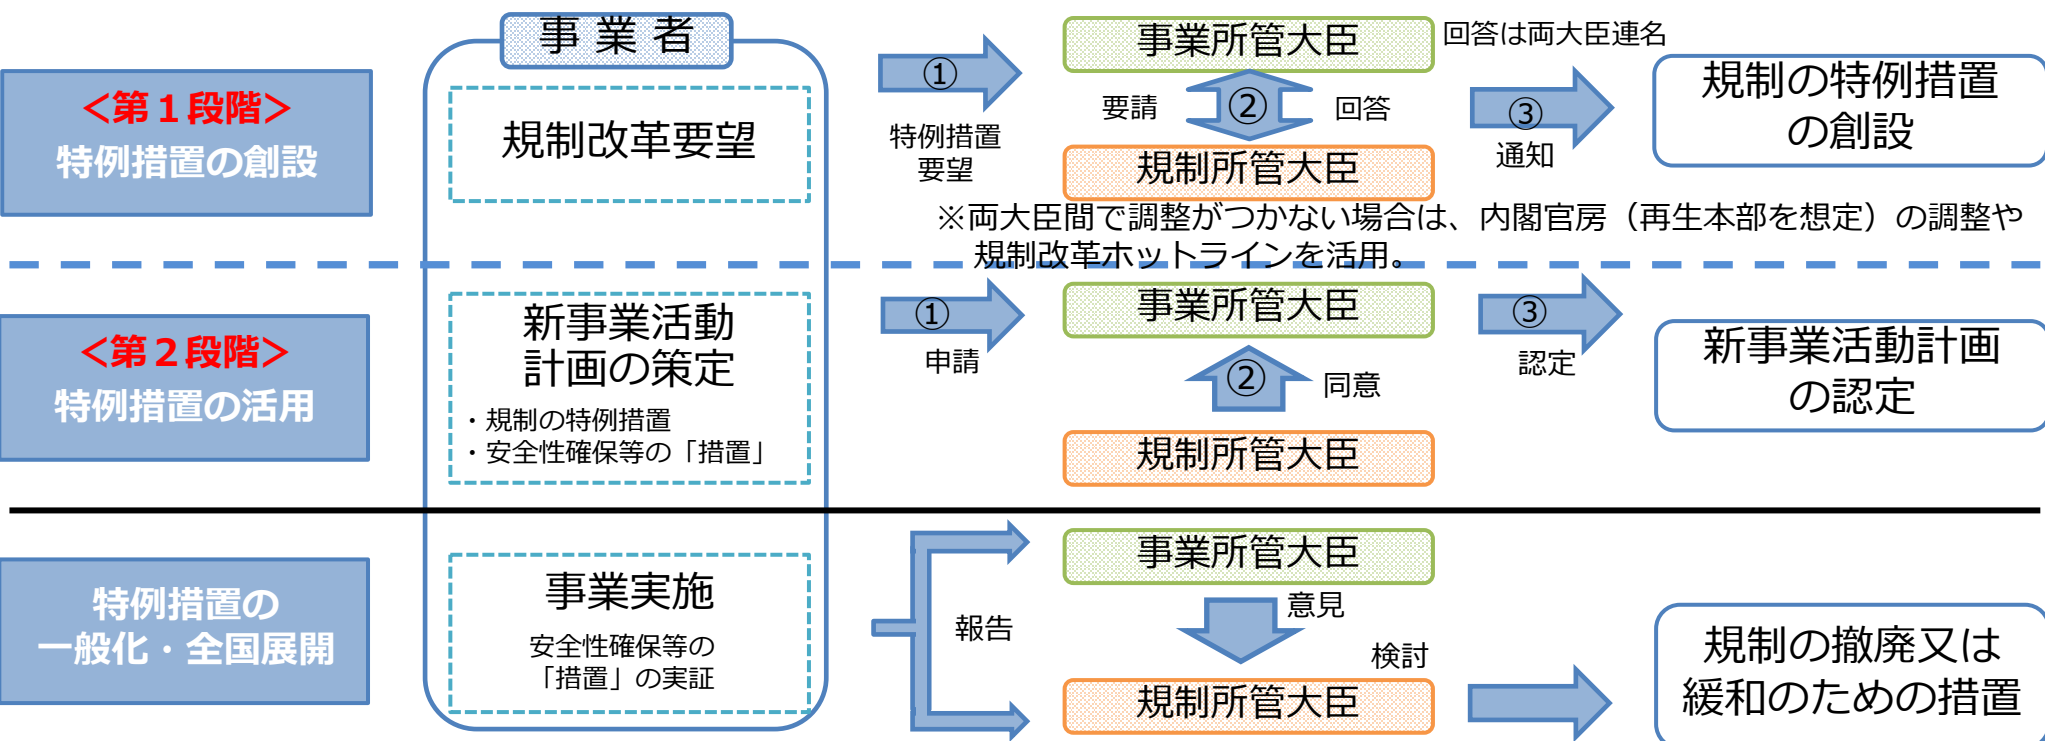 事 業 者
<第１段階>
特例措置の創設
規制改革要望
①
特例措置
要望
事業所管大臣
要請
②
回答
規制所管大臣
回答は両大臣連名
③
通知
規制の特例措置
の創設
※両大臣間で調整がつかない場合は、内閣官房（再生本部を想定）の調整や
規制改革ホットラインを活用。
<第２段階>
特例措置の活用
新事業活動
計画の策定
・規制の特例措置
・安全性確保等の「措置」
①
申請
事業所管大臣
②
同意
規制所管大臣
③
認定
新事業活動計画
の認定
特例措置の
一般化・全国展開
事業実施
安全性確保等の
「措置」の実証
報告
事業所管大臣
意見
規制所管大臣
検討
規制の撤廃又は
緩和のための措置